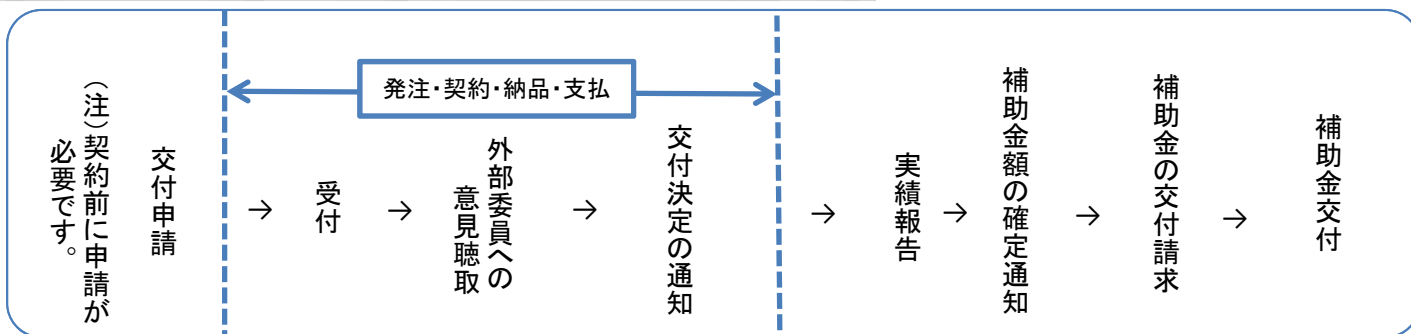 発注・契約・納品・支払
交付申請
(注)契約前に申請が
必要です。
→
受付
→
外部委員への
意見聴取
→
交付決定の通知
→
実績報告
→
補助金額の確定通知
→
補助金の交付請求
→
補助金交付